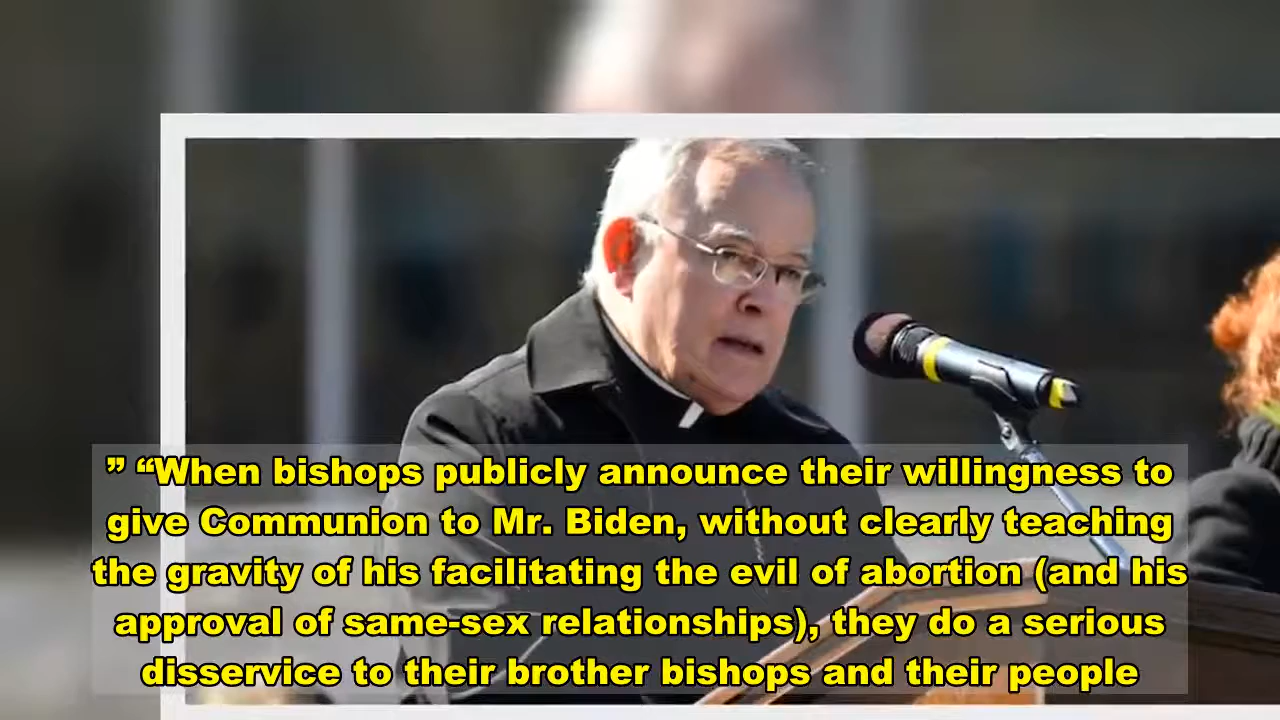 ” “When bishops publicly announce their willingness to
give Communion to Mr. Biden, without clearly teaching
the gravity of his facilitating the evil of abortion (and his
approval of same-sex relationships), they do a serious
disservice to their brother bishops and their people